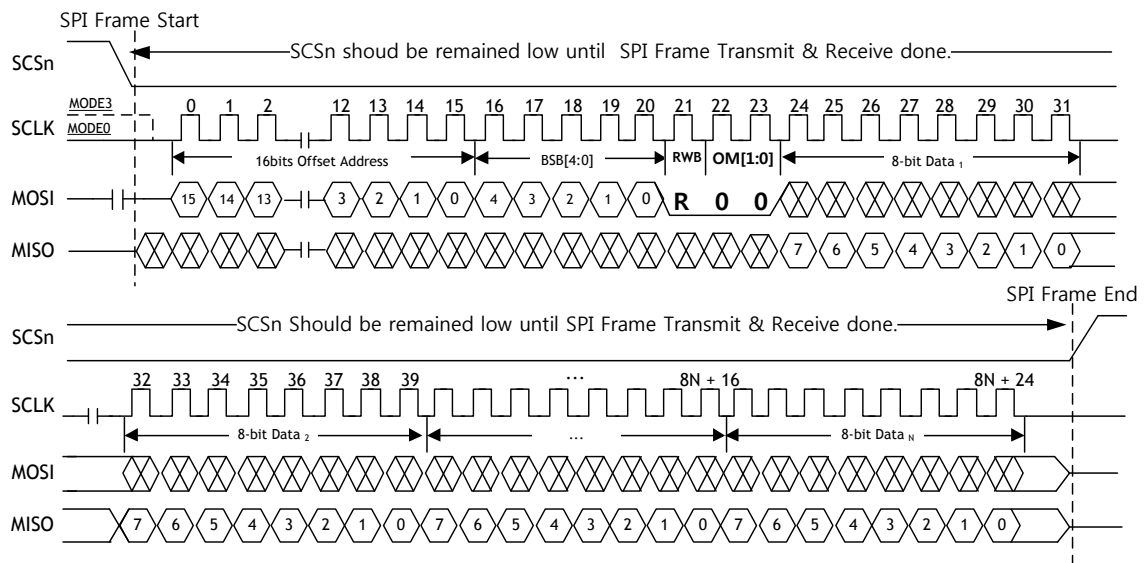 SPI Frame Start
SCSn
SCSn shoud be remained low until SPI Frame Transmit & Receive done.
MODE3
SCLK
MODE0
0 1 2 12 13 14 15 16 17 18 19 20 21 22 23 24 25 26 27 28 29 30 31
16bits Offset Address
BSB[4:0]
RWB
OM[1:0]
8-bit Data 1
MOSI
15 14 13 3 2 1 0 4 3 2 1 0 R 0 0
MISO
7 6 5 4 3 2 1 0
SPI Frame End
SCSn
SCSn Should be remained low until SPI Frame Transmit & Receive done.
SCLK
32 33 34 35 36 37 38 39 ... 8N + 16 8N + 24
8-bit Data 2
...
8-bit Data N
MOSI
MISO
7 6 5 4 3 2 1 0 7 6 5 4 3 2 1 0 7 6 5 4 3 2 1 0